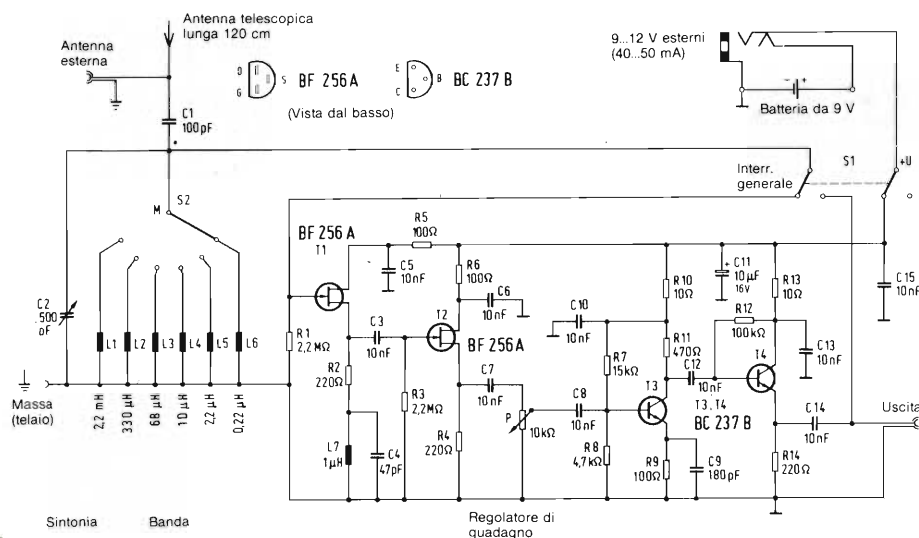 Antenna telescopica
lunga 120 cm
Antenna
esterna
D
G
S
BF 256A
E
C
B
BC 237 B
(Vista dal basso)
9...12 V esterni
(40...50 mA)
- +
Batteria da 9 V
C1
100pF
Interr.
generale
S1
+U
M
S2
C2
500
pF
L1
L2
L3
L4
L5
L6
2,2 mH
330 µH
68 µH
10 µH
2,2 µH
0,22 µH
Massa
(telaio)
Sintonia
Banda
BF 256 A
T1
R1
2,2MΩ
R2
220Ω
L7
1µH
C4
47pF
C3
10nF
R3
2,2MΩ
C5
10nF
R5
100Ω
R6
100Ω
C6
10nF
T2
BF 256A
R4
220Ω
C7
10nF
P
10kΩ
Regolatore di
guadagno
C8
10nF
C10
10nF
R7
15kΩ
R8
4,7kΩ
R10
10Ω
R11
470Ω
T3
R9
100Ω
C9
180pF
C11
+
10µF
16V
C12
10nF
R12
100kΩ
R13
10Ω
T4
T3, T4
BC 237 B
C13
10nF
C14
10nF
R14
220Ω
C15
10nF
Uscita